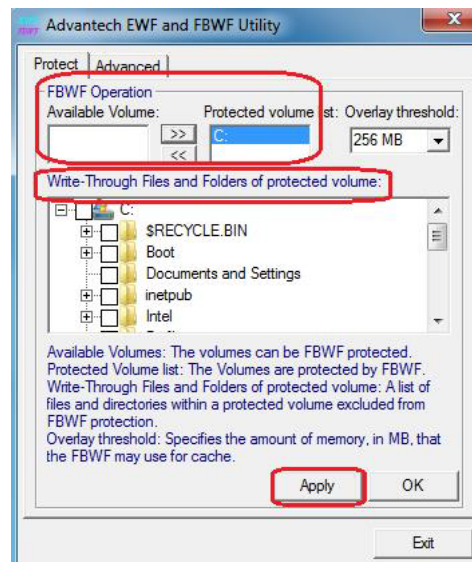 Advantech EWF and FBWF Utility
Protect
Advanced
FBWF Operation
Available Volume:
Protected volume
st:
Overlay threshold:
>>
<<
C:
256 MB
Write-Through Files and Folders of protected volume:
C:
$RECYCLE.BIN
Boot
Documents and Settings
inetpub
Intel
Available Volumes: The volumes can be FBWF protected.
Protected Volume list: The Volumes are protected by FBWF.
Write-Through Files and Folders of protected volume: A list of
files and directories within a protected volume excluded from
FBWF protection.
Overlay threshold: Specifies the amount of memory, in MB, that
the FBWF may use for cache.
Apply
OK
Exit